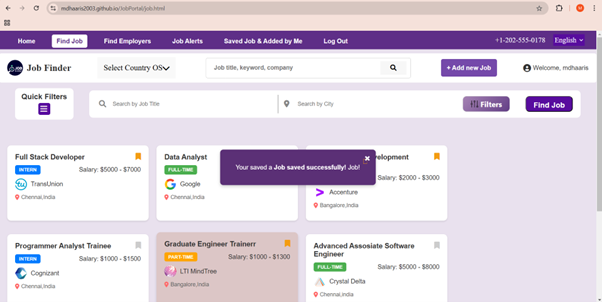 mdhaaris2003.github.io/JobPortal/job.html
M
Home Find Job Find Employers Job Alerts Saved Job & Added by Me Log Out +1-202-555-0178 English
Job Finder Select Country OS Job title, keyword, company + Add new Job Welcome, mdhaaris
Quick Filters
Search by Job Title Search by City Filters Find Job
Your saved a Job saved successfully! Job!
Full Stack Developer
INTERN Salary: $5000 - $7000
TransUnion
Chennai,India
Data Analyst
FULL-TIME
Google
Chennai,India
evelopment
Salary: $2000 - $3000
Accenture
Bangalore,India
Programmer Analyst Trainee
INTERN Salary: $1000 - $1500
Cognizant
Chennai,India
Graduate Engineer Trainerr
PART-TIME Salary: $1000 - $1300
LTI MindTree
Bangalore,India
Advanced Assosiate Software
Engineer
FULL-TIME Salary: $5000 - $8000
Crystal Delta
Chennai,India